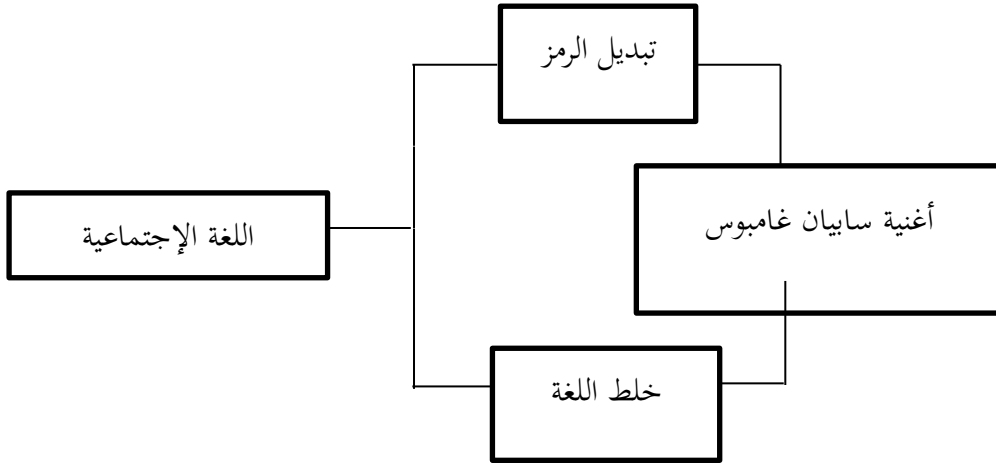 تبديل الرمز
أغنية سابيان غامبوس
اللغة الإجتماعية
خلط اللغة